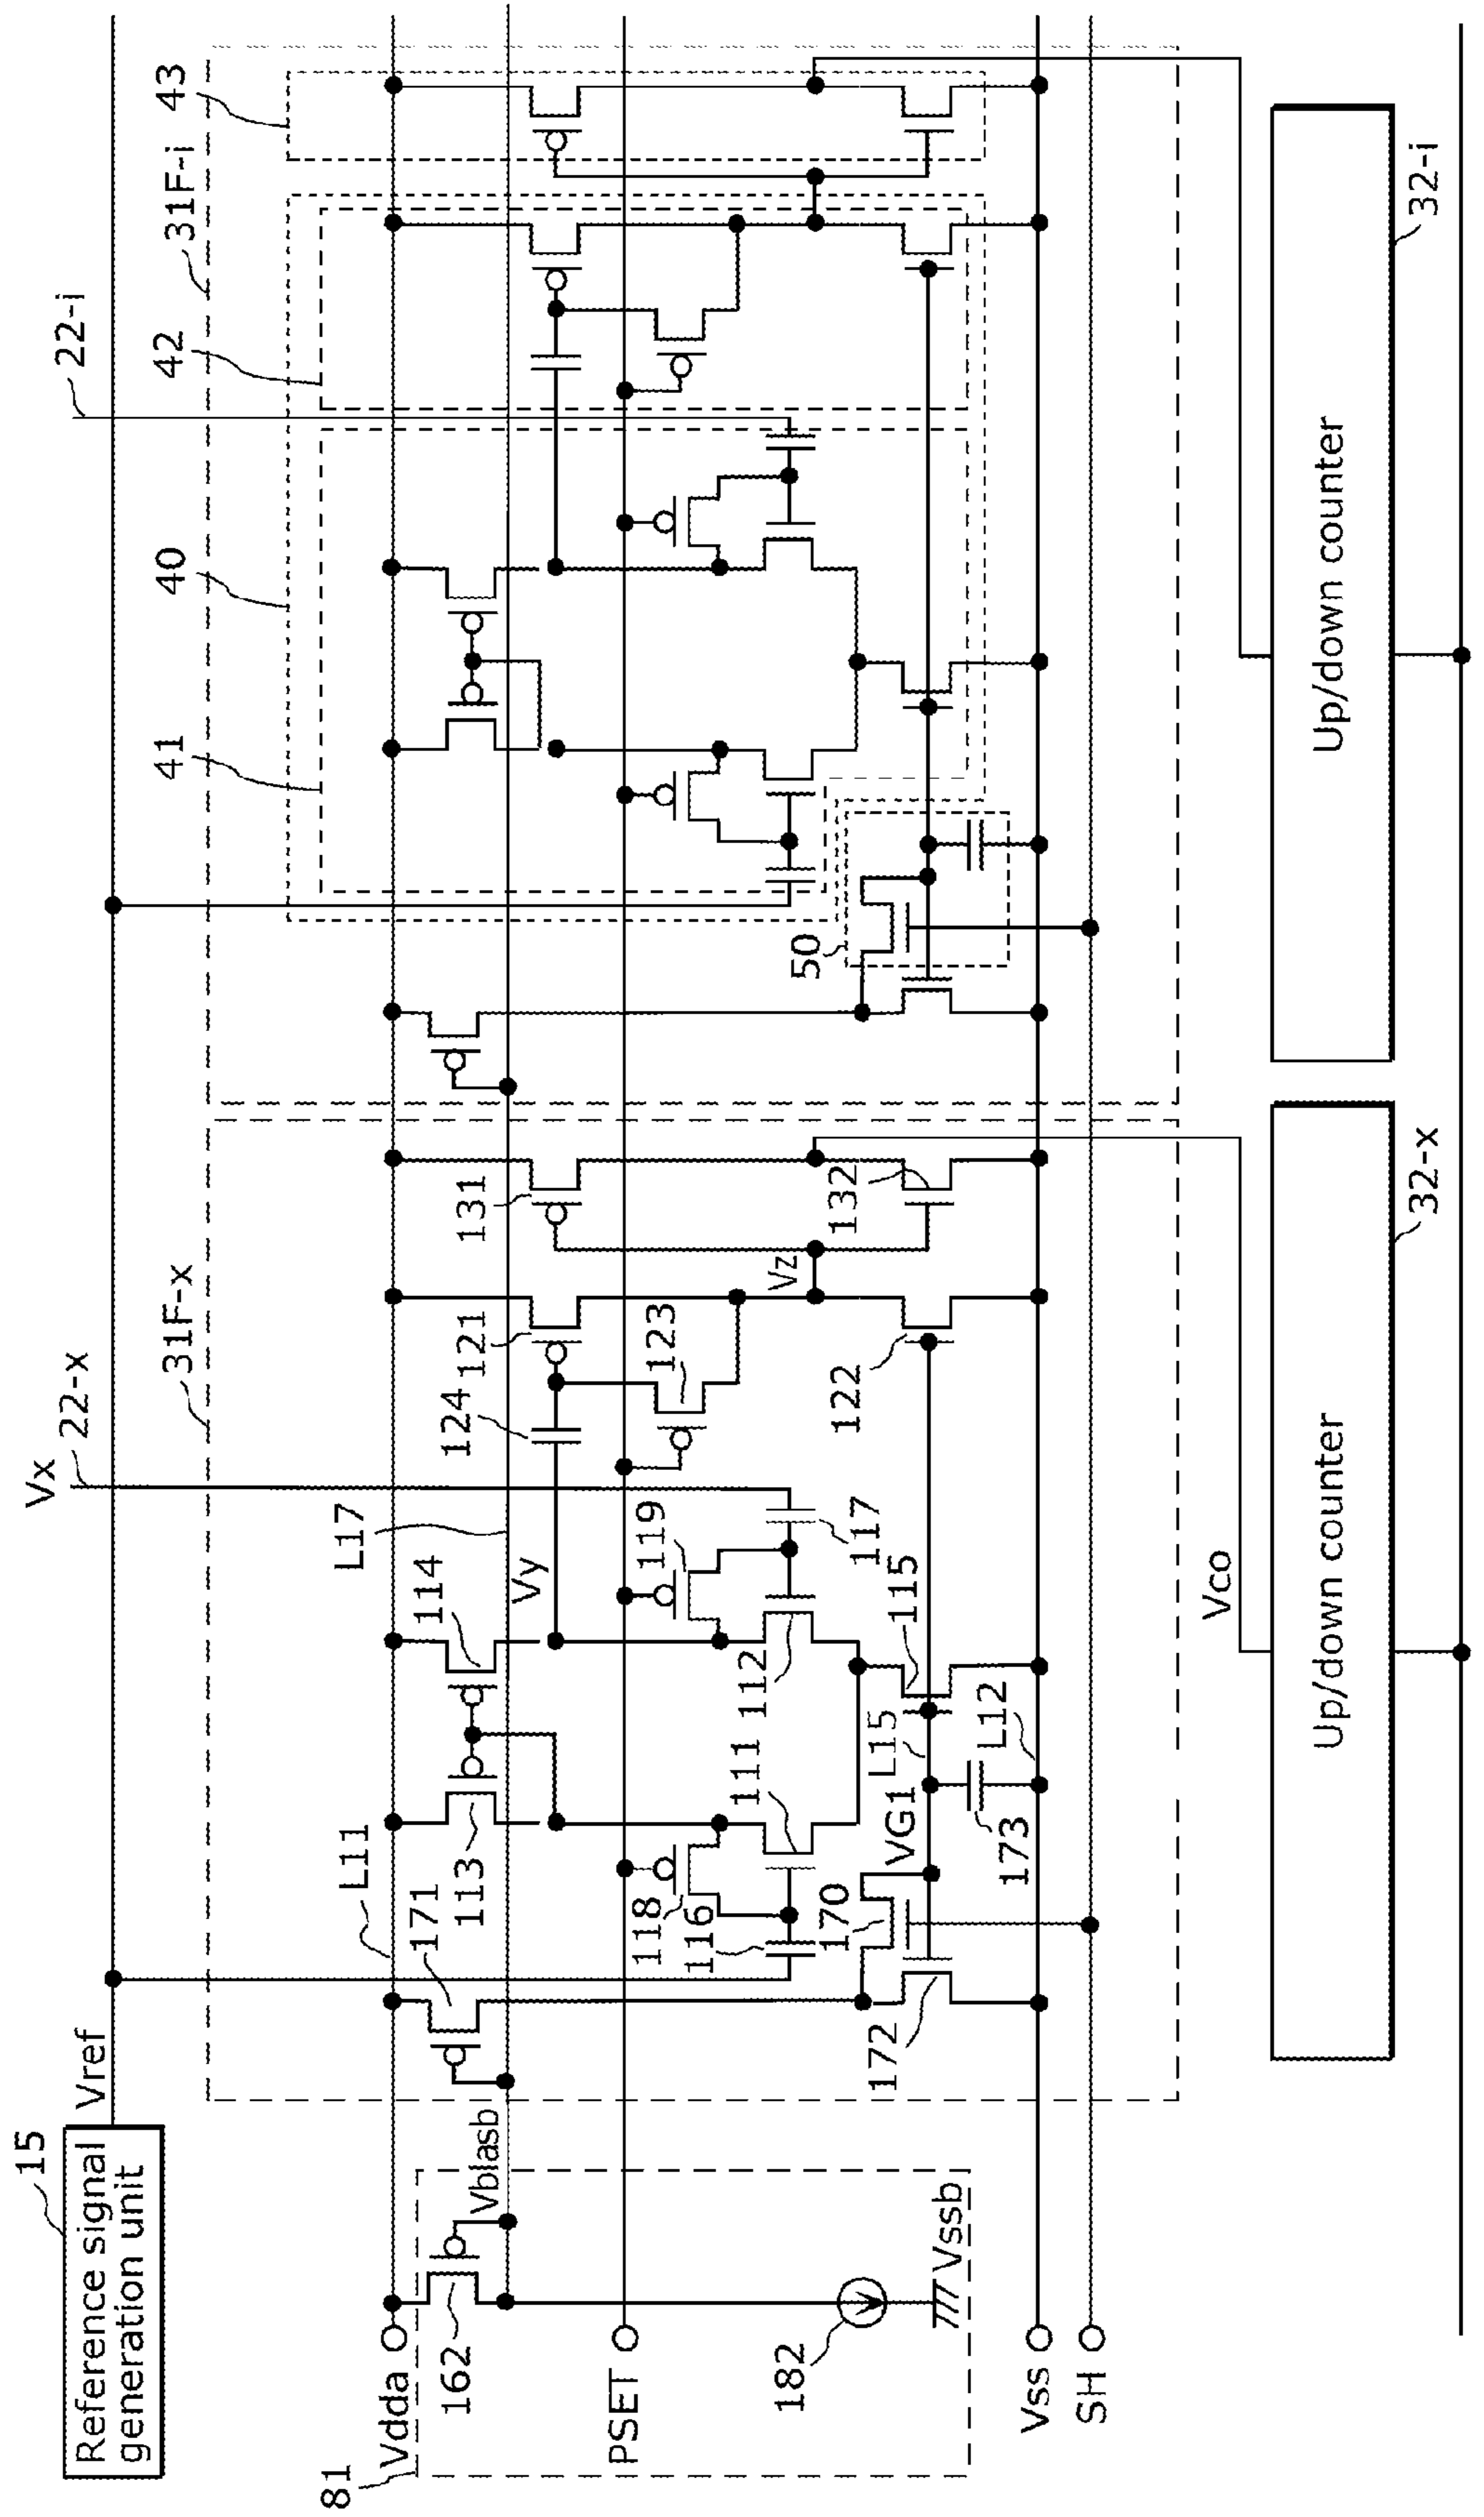 15
Reference signal
generation unit
Vref
Vx
22-x
22-i
31F-x
31F-i
43
42
40
41
L11
L17
81
Vdda
162
Vbiasb
171
113
114
Vy
124
121
131
PSET
118
116
119
123
Vz
182
Vssb
172
170
VG1
111
112
L15
115
117
122
132
50
173
L12
Vss
SH
Vco
Up/down counter
32-x
Up/down counter
32-i